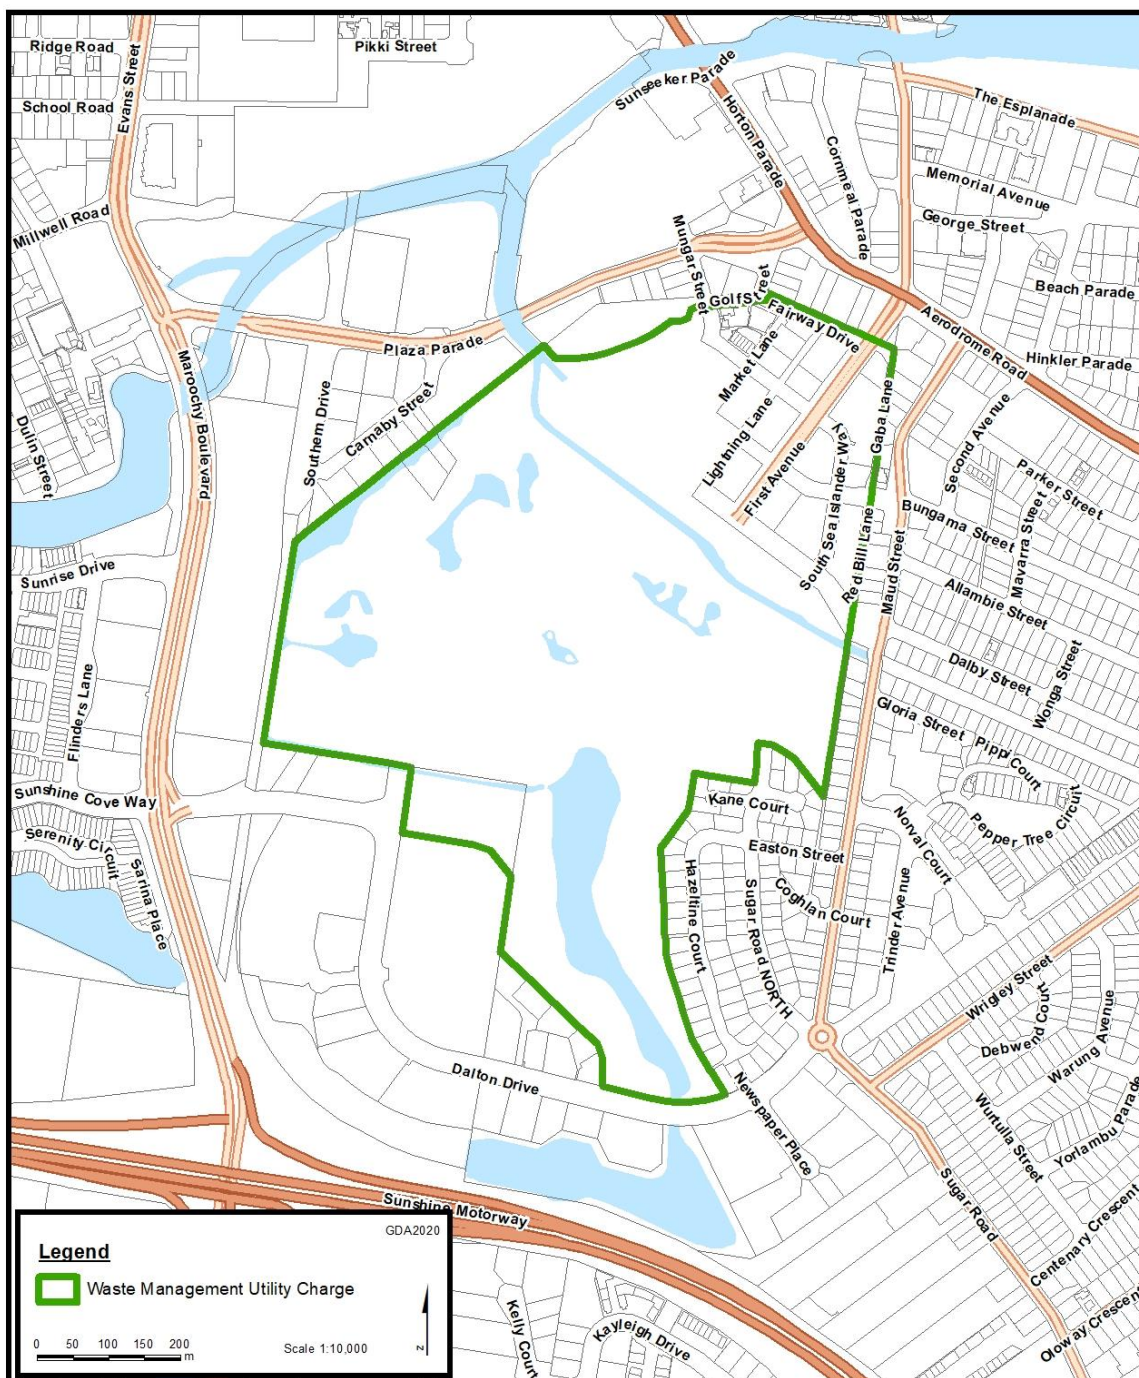 Ridge Road
Pikki Street
School Road
Evans Street
Sunseeker Parade
Horton Parade
The Esplanade
Cornmeal Parade
Memorial Avenue
George Street
Millwell Road
Mungar Street
Golf Street
Beach Parade
Fairway Drive
Aerodrome Road
Hinkler Parade
Plaza Parade
Maroochy Boulevard
Southern Drive
Carnaby Street
Market Lane
Lightning Lane
First Avenue
Gaba Lane
Second Avenue
Dulin Street
South Sea Islander Way
Red Bill Lane
Maud Street
Parker Street
Bungama Street
Mavarra Street
Sunrise Drive
Allambie Street
Dalby Street
Wonga Street
Flinders Lane
Gloria Street
Pippi Court
Sunshine Cove Way
Kane Court
Pepper Tree Circuit
Norval Court
Serenity Circuit
Sarina Place
Easton Street
Hazeltine Court
Sugar Road NORTH
Coghlan Court
Trinder Avenue
Wrigley Street
Debwend Court
Warung Avenue
Dalton Drive
Newspaper Place
Wurtulla Street
Yorlambu Parade
Sugar Road
Centenary Crescent
Sunshine Motorway
Oloway Crescent
Kelly Court
Kayleigh Drive
GDA2020
Legend
Waste Management Utility Charge
0 50 100 150 200
m
Scale 1:10,000
z